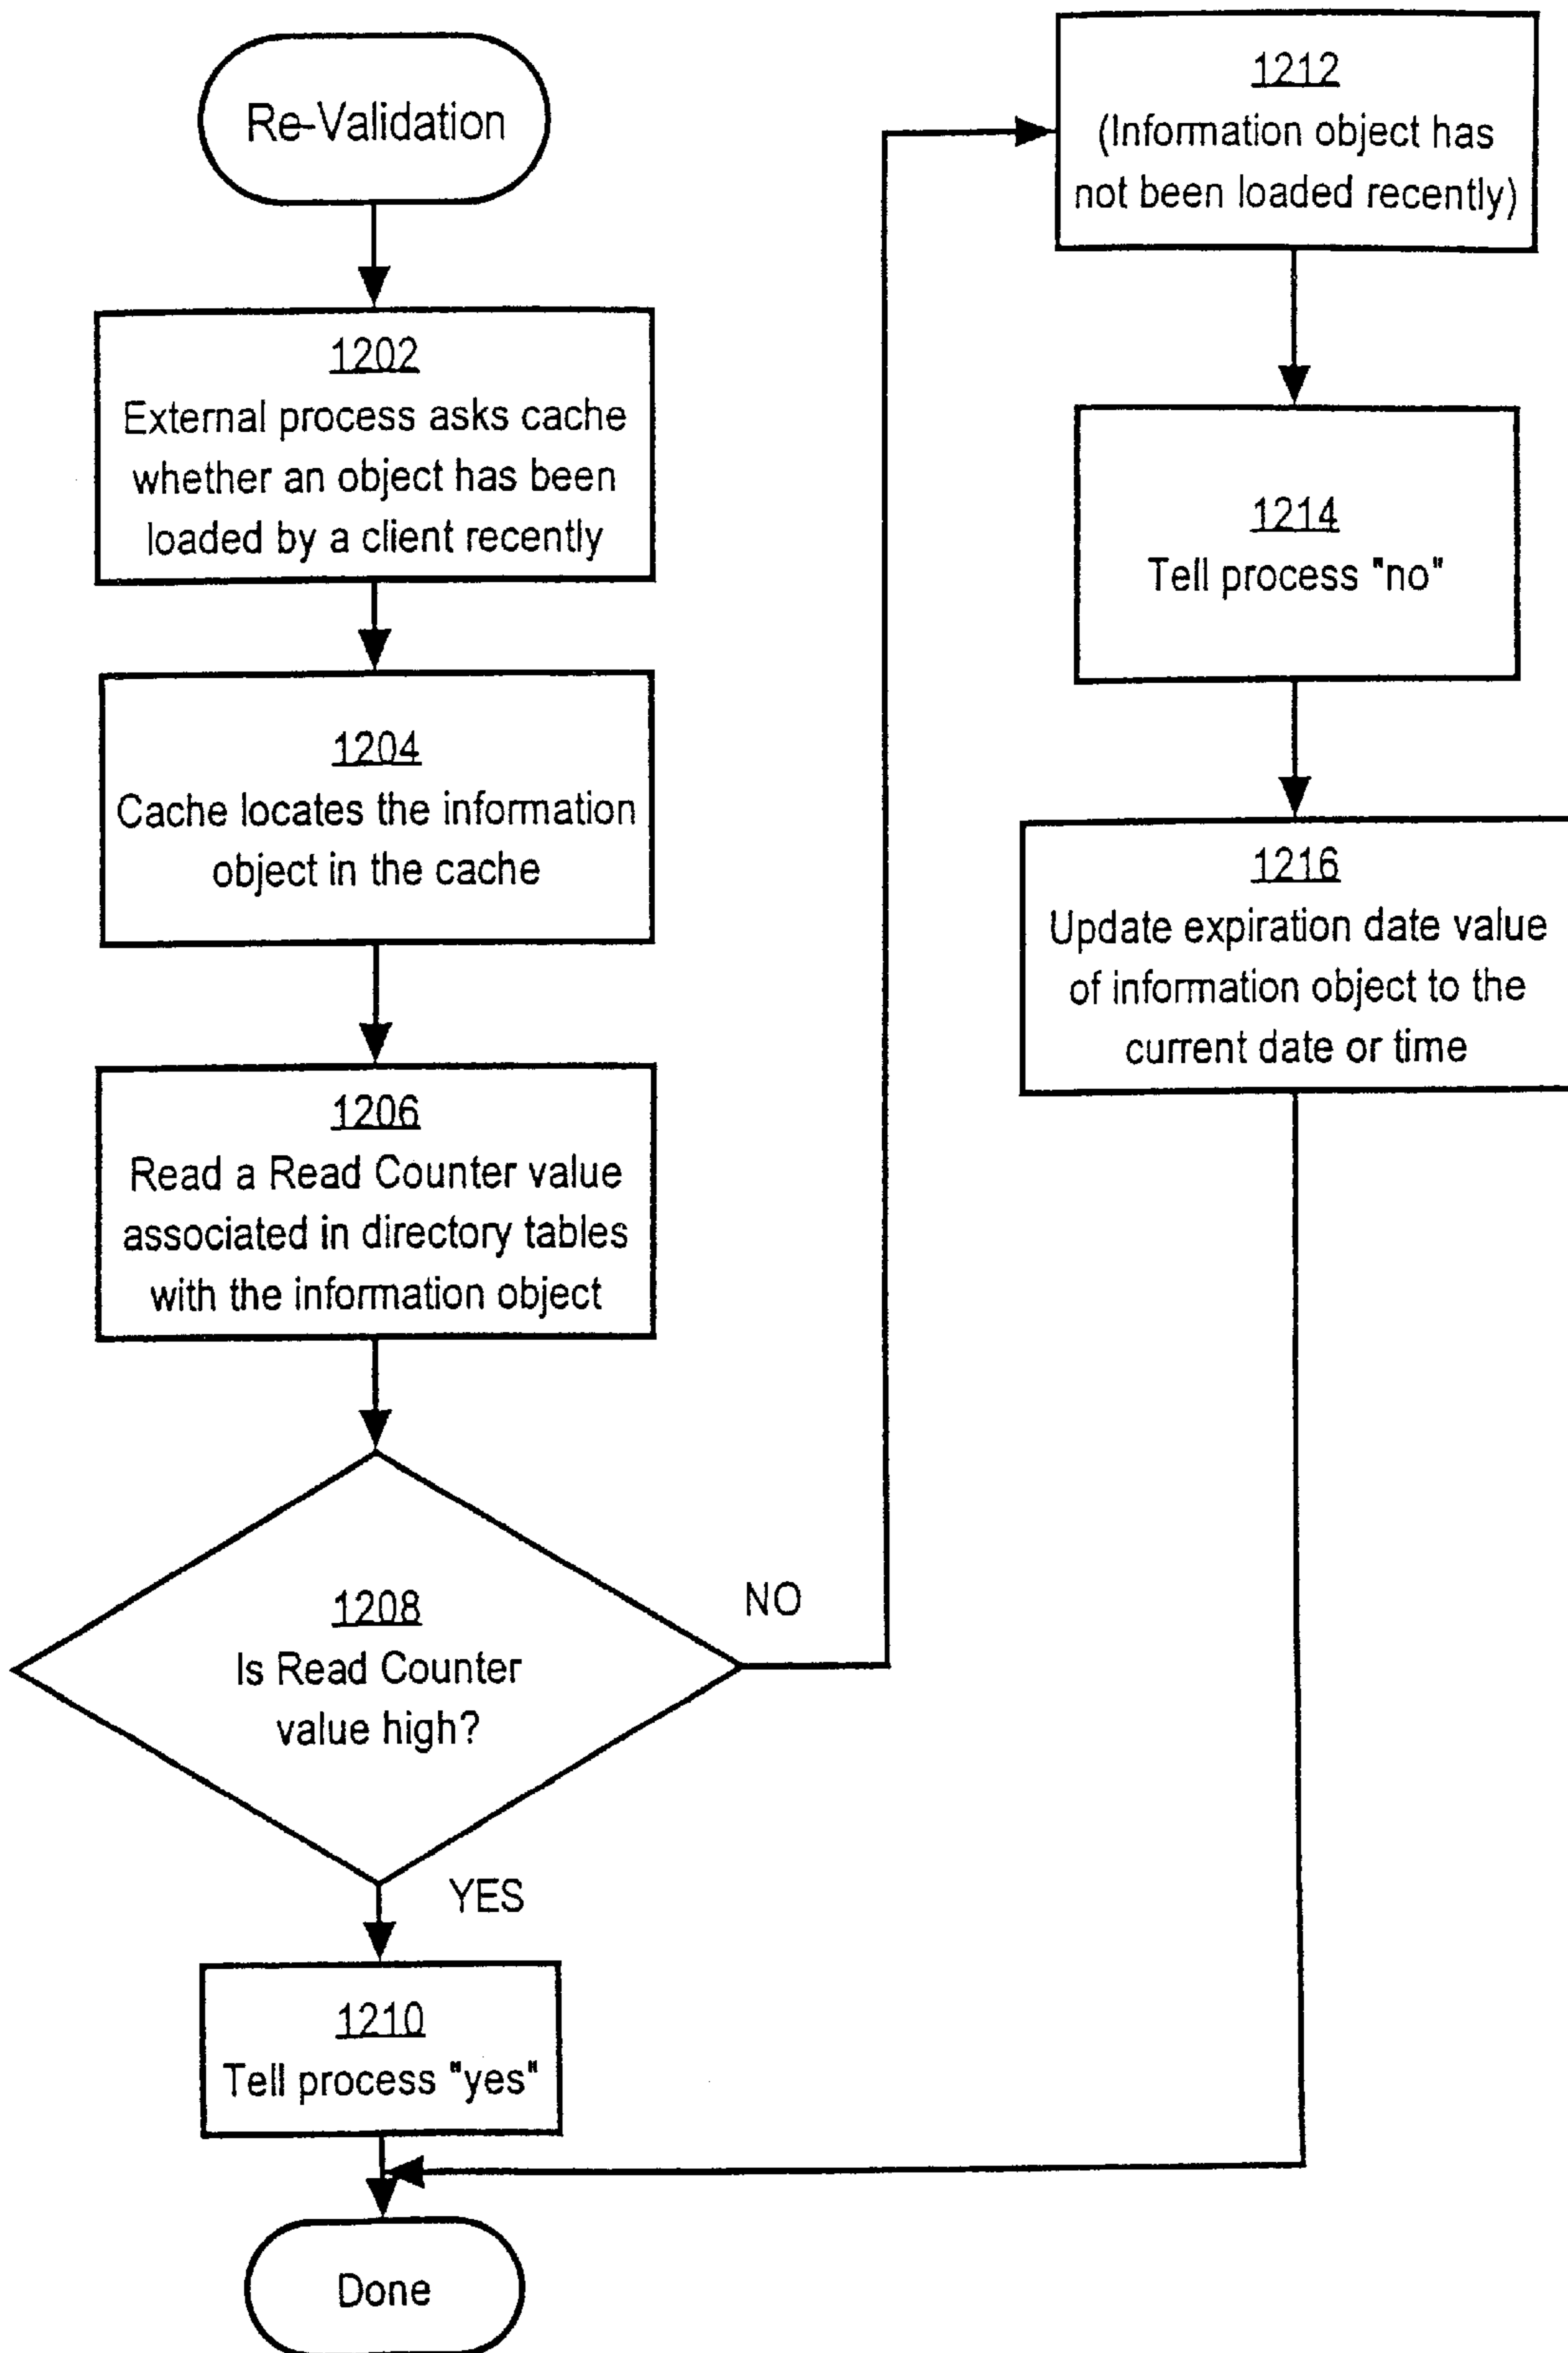 Re-Validation
1202
External process asks cache
whether an object has been
loaded by a client recently
1204
Cache locates the information
object in the cache
1206
Read a Read Counter value
associated in directory tables
with the information object
1208
Is Read Counter
value high?
NO
YES
1210
Tell process "yes"
Done
1212
(Information object has
not been loaded recently)
1214
Tell process "no"
1216
Update expiration date value
of information object to the
current date or time